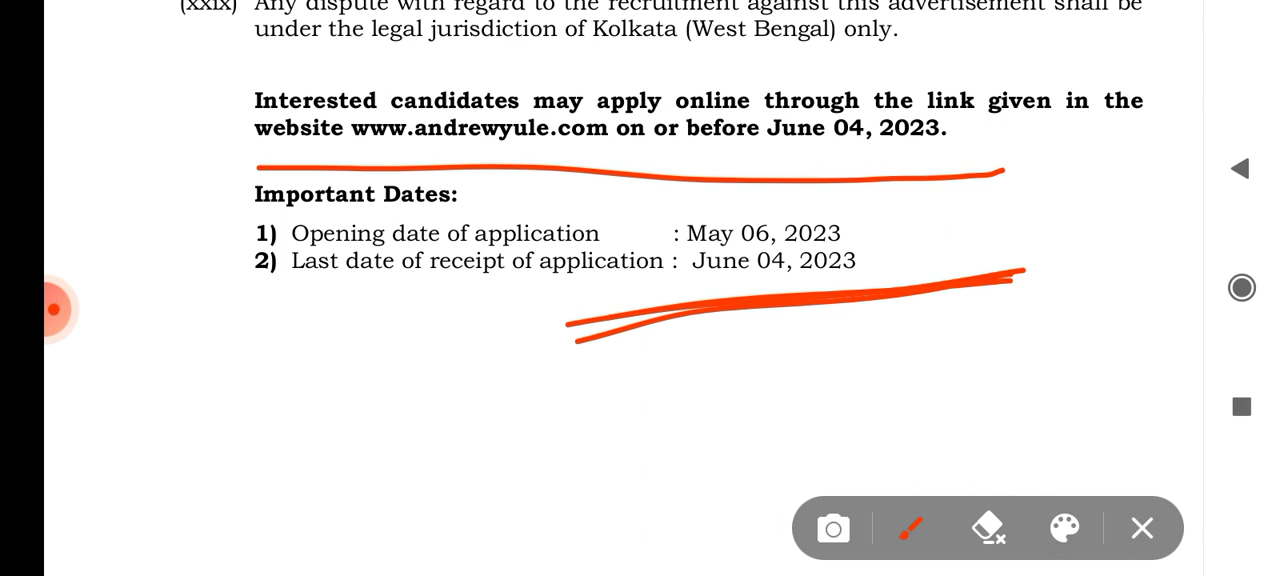 (xxix) Any dispute with regard to the recruitment against this advertisement shall be
under the legal jurisdiction of Kolkata (West Bengal) only.
Interested candidates may apply online through the link given in the
website www.andrewyule.com on or before June 04, 2023.
Important Dates:
1) Opening date of application : May 06, 2023
2) Last date of receipt of application : June 04, 2023